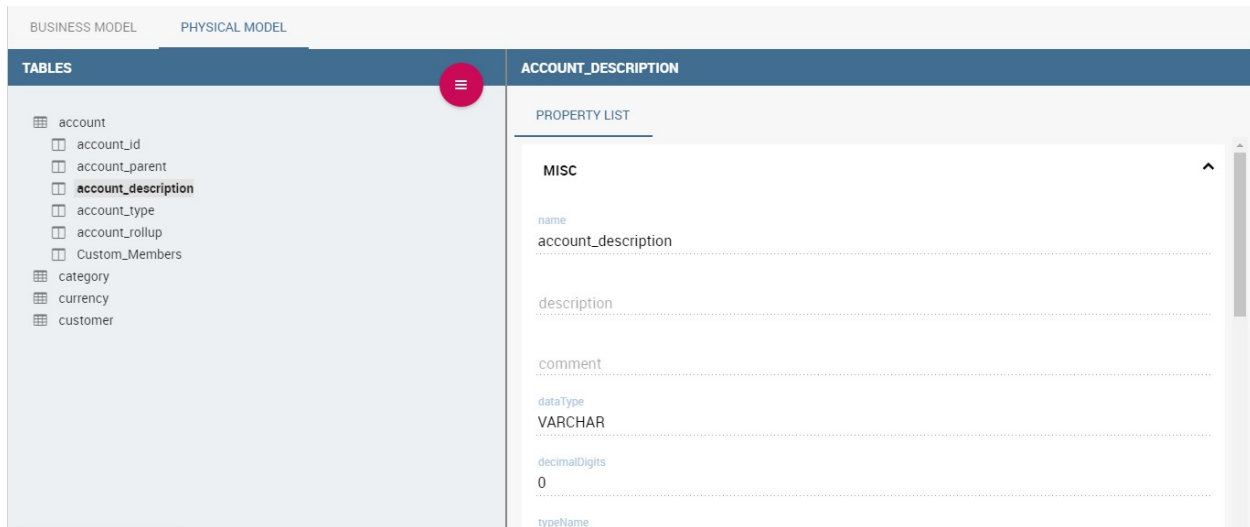 BUSINESS MODEL PHYSICAL MODEL
TABLES
account
account_id
account_parent
account_description
account_type
account_rollup
Custom_Members
category
currency
customer
ACCOUNT_DESCRIPTION
PROPERTY LIST
MISC
name
account_description
description
comment
dataType
VARCHAR
decimalDigits
0
typeName